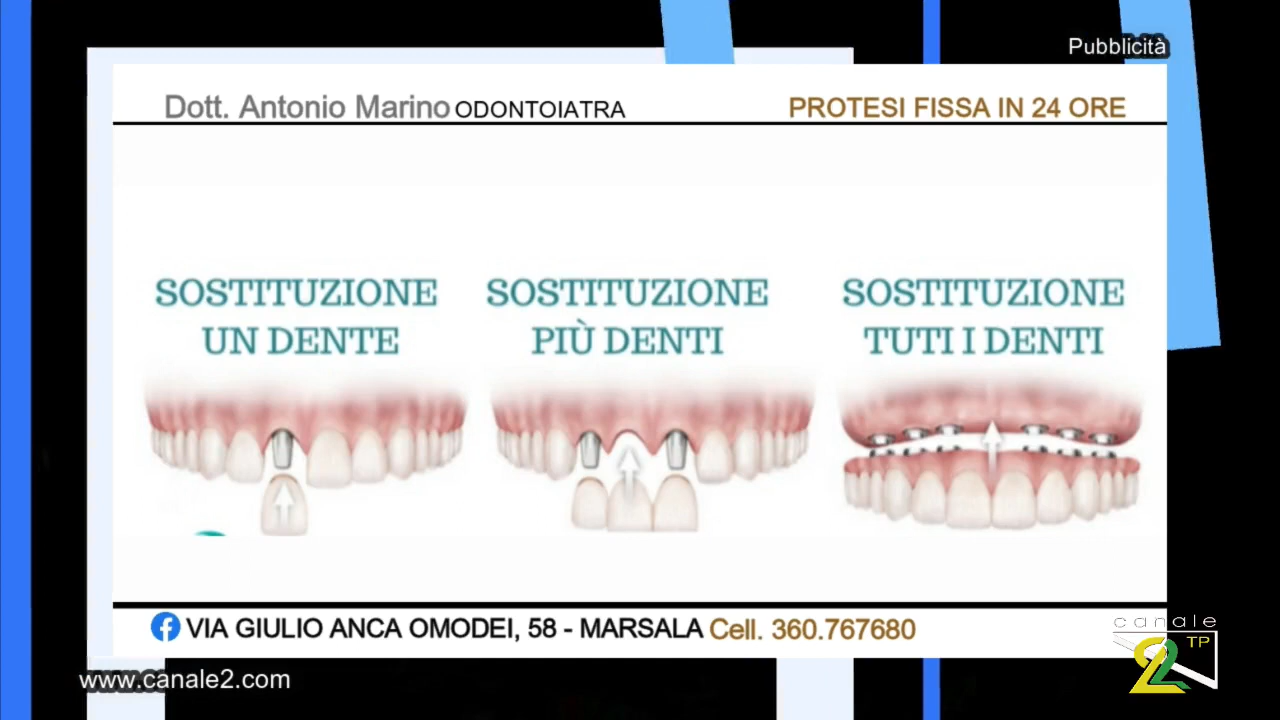 Pubblicità
Dott. Antonio Marino ODONTOIATRA
PROTESI FISSA IN 24 ORE
SOSTITUZIONE
UN DENTE
SOSTITUZIONE
PIÙ DENTI
SOSTITUZIONE
TUTI I DENTI
VIA GIULIO ANCA OMODEI, 58 - MARSALA Cell. 360.767680
canale
2 TP
www.canale2.com